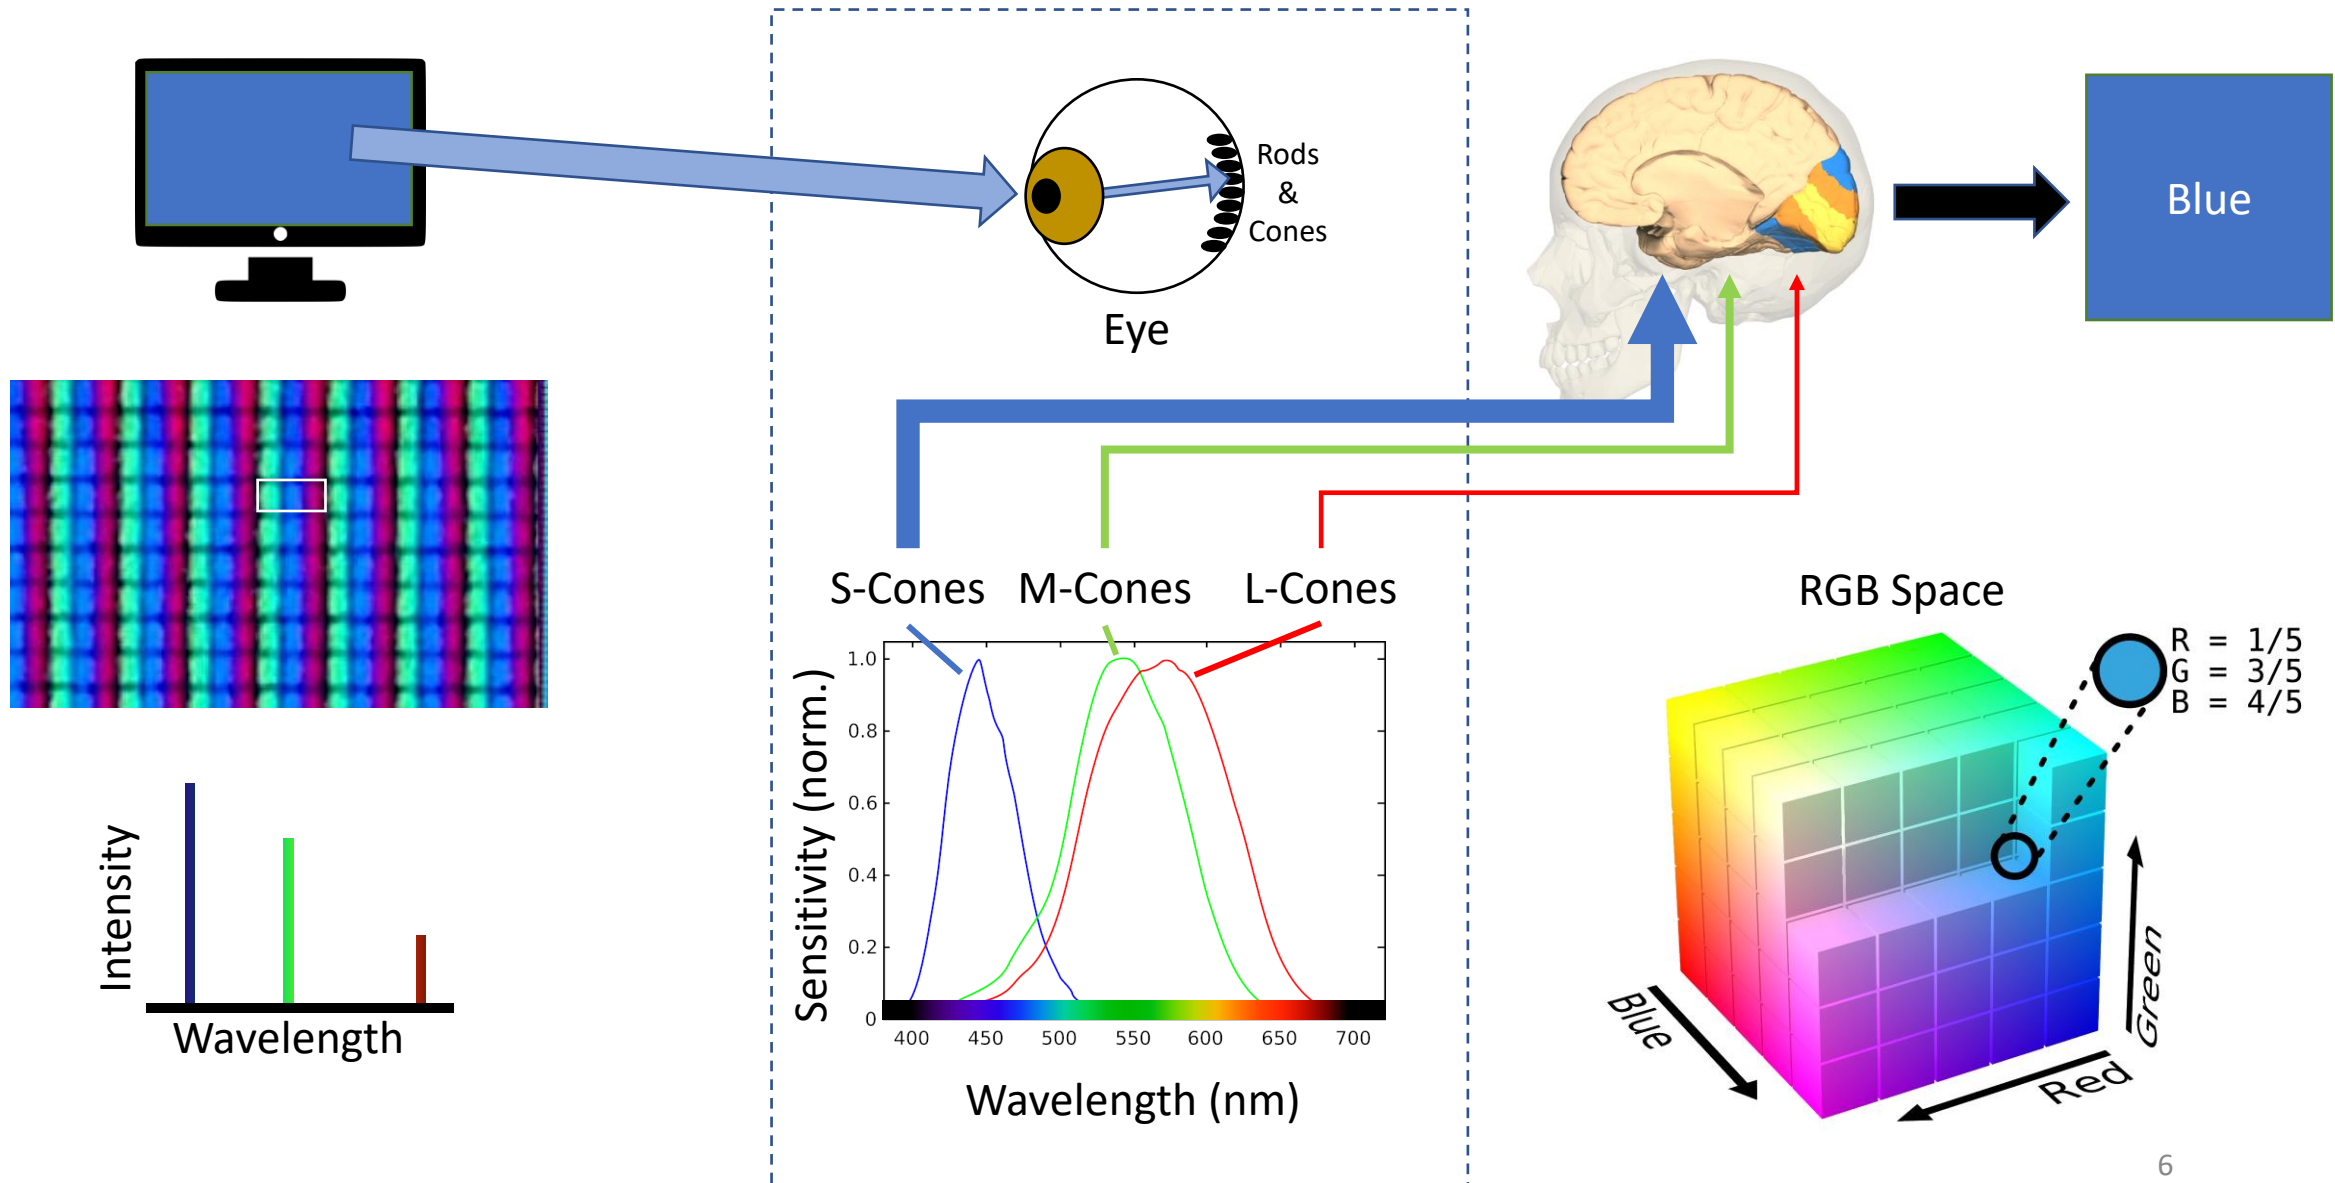 Rods
&
Cones
Eye
Blue
S-Cones
M-Cones
L-Cones
Sensitivity (norm.)
1.0
0.8
0.6
0.4
0.2
0
400
450
500
550
600
650
700
Wavelength (nm)
Intensity
Wavelength
RGB Space
R = 1/5
G = 3/5
B = 4/5
Blue
Red
Green
6